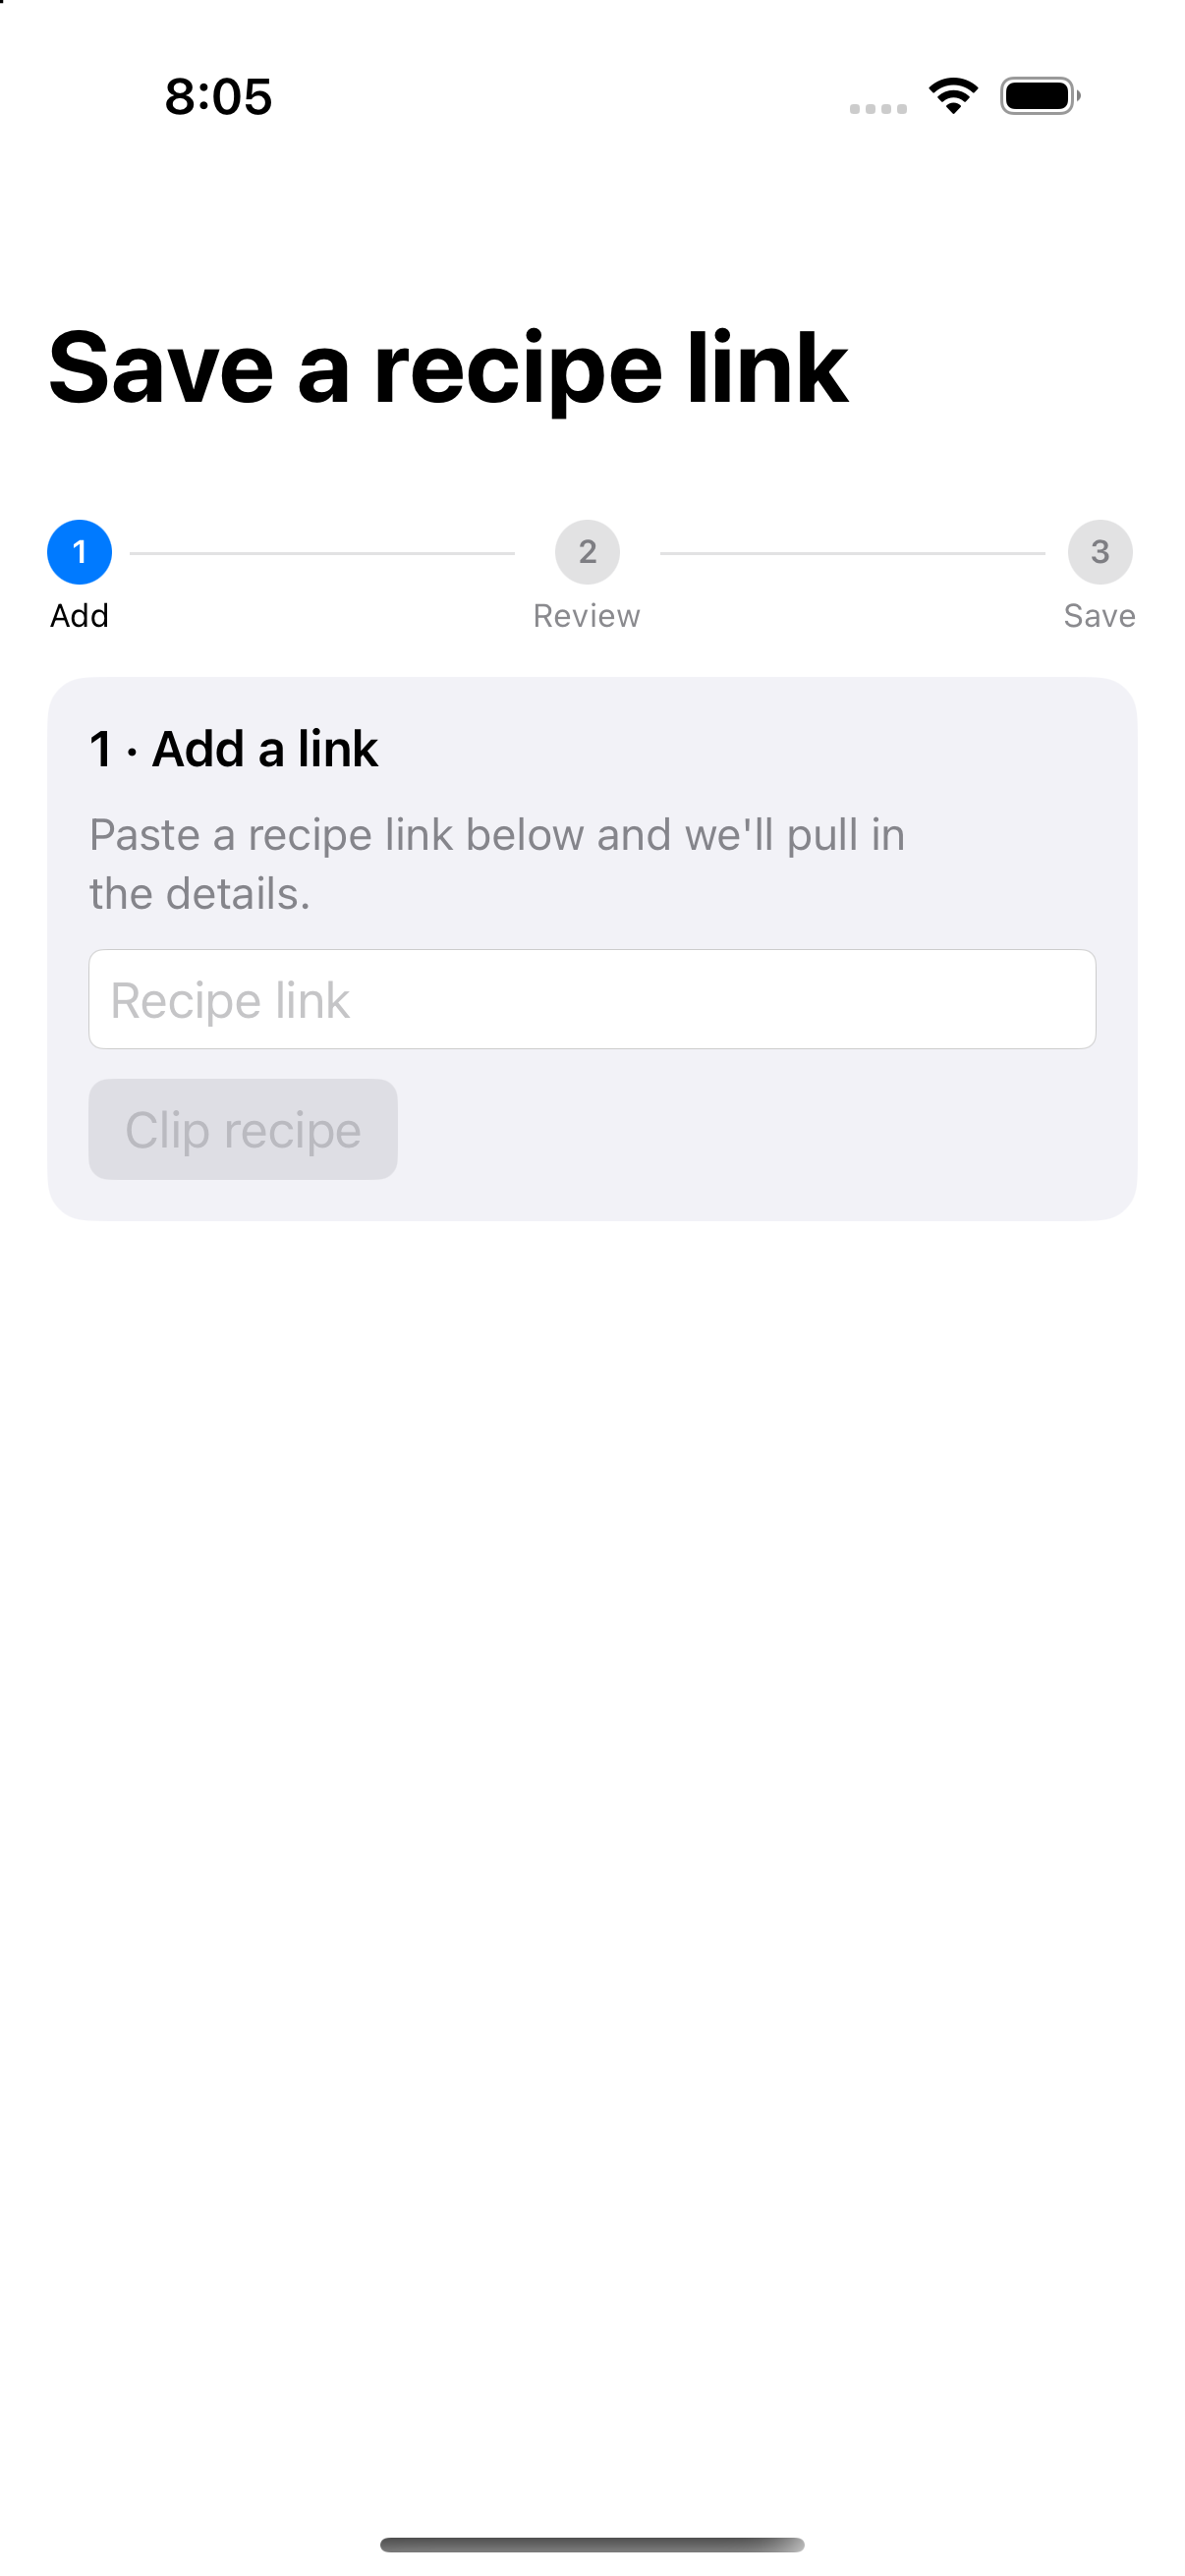 8:05
Save a recipe link
1
2
3
Add
Review
Save
1 · Add a link
Paste a recipe link below and we'll pull in
the details.
Recipe link
Clip recipe